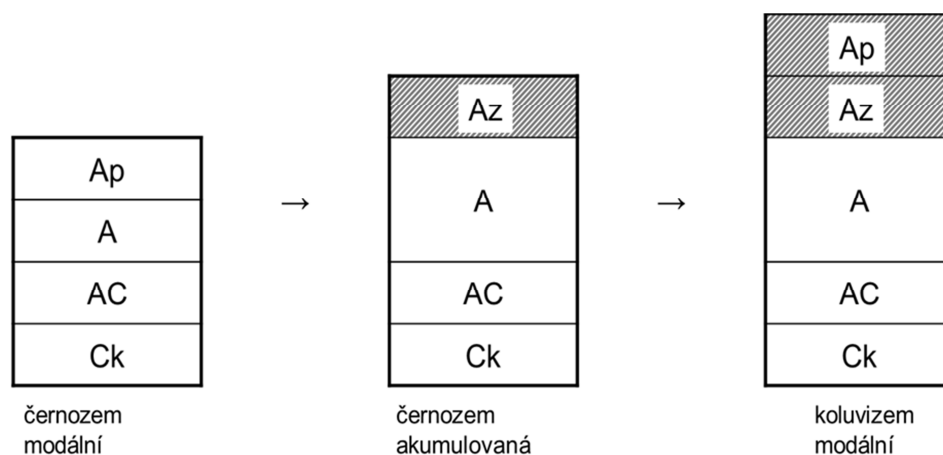 Ap
A
AC
Ck
černozem
modální
→
Az
A
AC
Ck
černozem
akumulovaná
→
Ap
Az
A
AC
Ck
koluvizem
modální